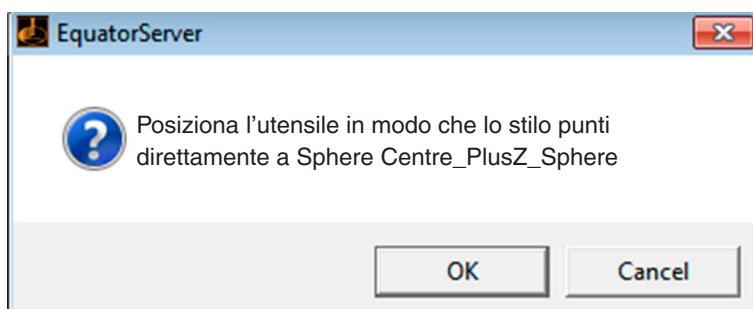 EquatorServer
Posiziona l'utensile in modo che lo stilo punti
direttamente a Sphere Centre_PlusZ_Sphere
OK
Cancel